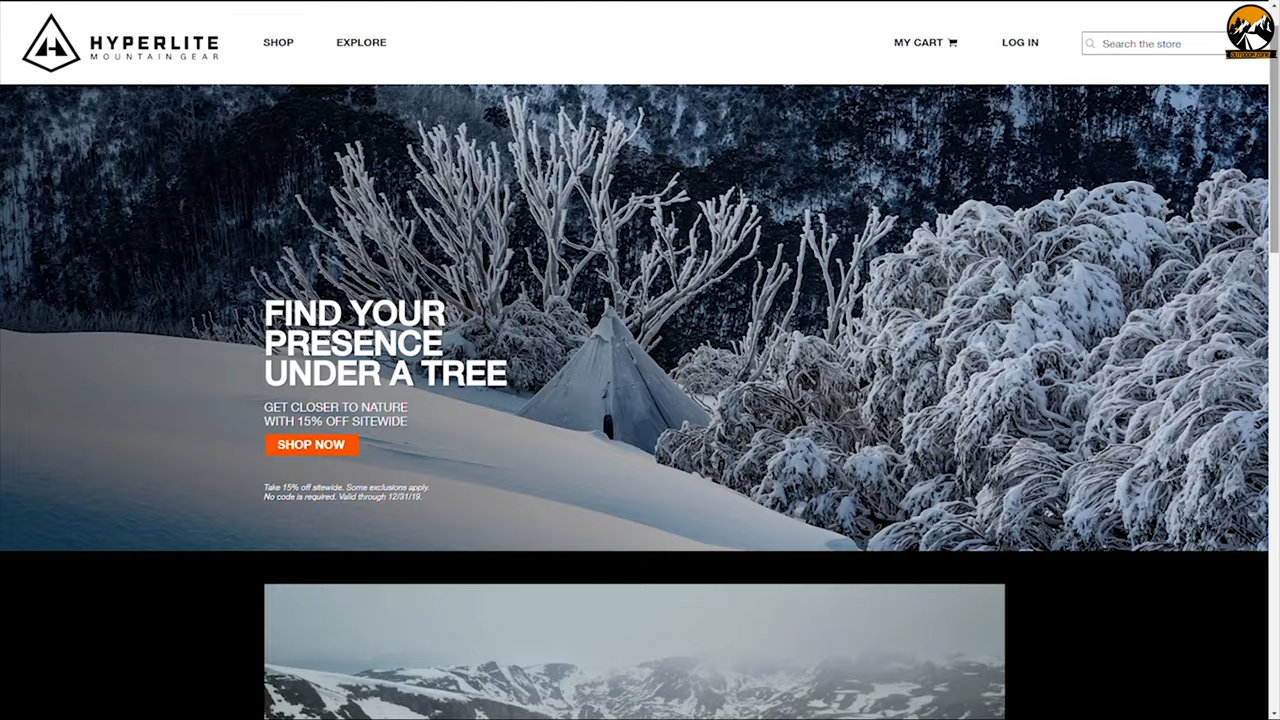 HYPERLITE
MOUNTAIN GEAR
SHOP
EXPLORE
MY CART
LOG IN
Search the store
OUTDOOR ZONE
FIND YOUR
PRESENCE
UNDER A TREE
GET CLOSER TO NATURE
WITH 15% OFF SITEWIDE
SHOP NOW
Take 15% off sitewide. Some exclusions apply.
No code is required. Valid through 12/31/19.